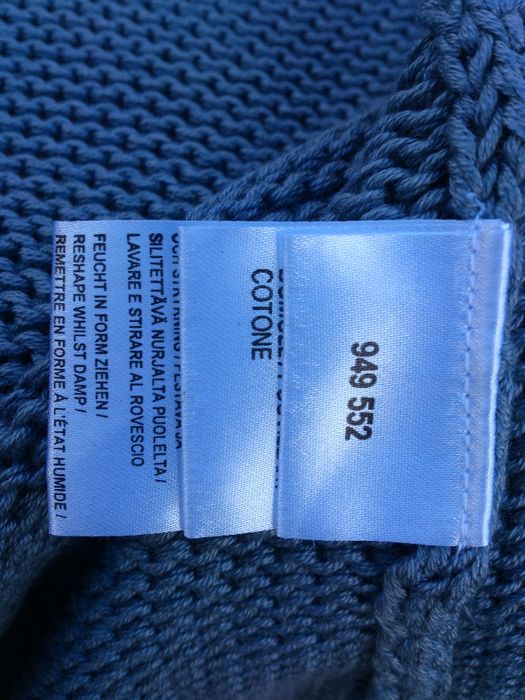 949 552
COTONE
SILITETTÄVÄ NURJALTA PUOLELTA /
LAVARE E STIRARE AL ROVESCIO
FEUCHT IN FORM ZIEHEN /
RESHAPE WHILST DAMP /
REMETTRE EN FORME À L'ÉTAT HUMIDE /